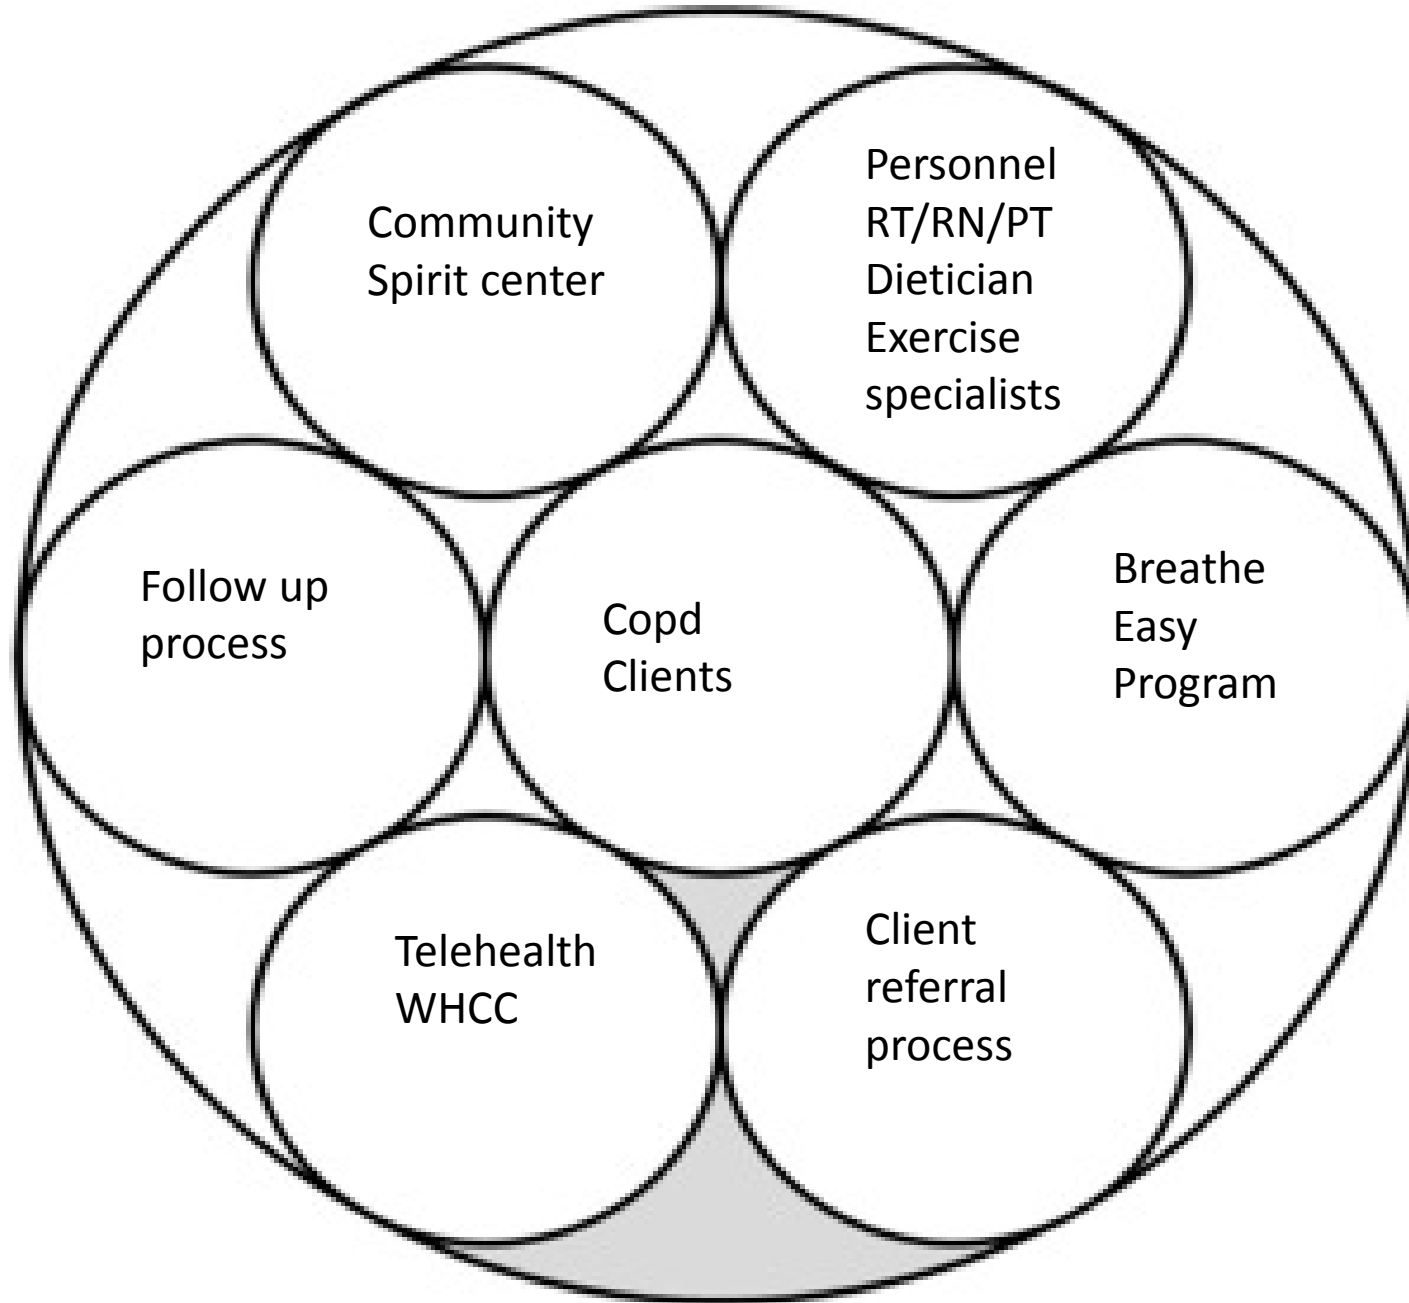 Community
Spirit center
Personnel
RT/RN/PT
Dietician
Exercise
specialists
Follow up
process
Copd
Clients
Breathe
Easy
Program
Telehealth
WHCC
Client
referral
process